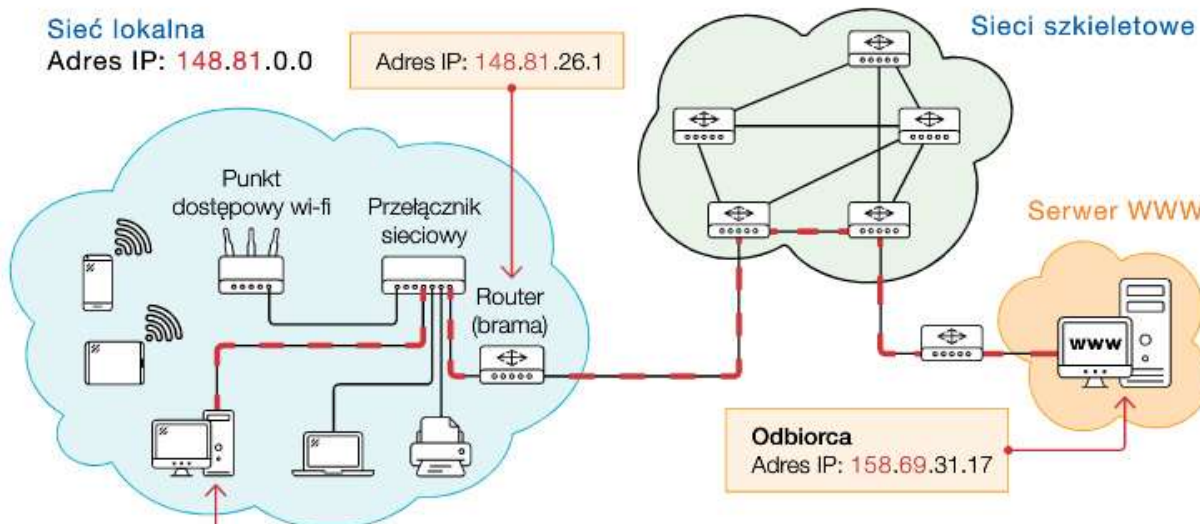 Sieć lokalna
Adres IP: 148.81.0.0
Adres IP: 148.81.26.1
Sieci szkieletowe
Punkt
dostępowy wi-fi
Przełącznik
sieciowy
Router
(brama)
Serwer WWW
www
Odbiorca
Adres IP: 158.69.31.17